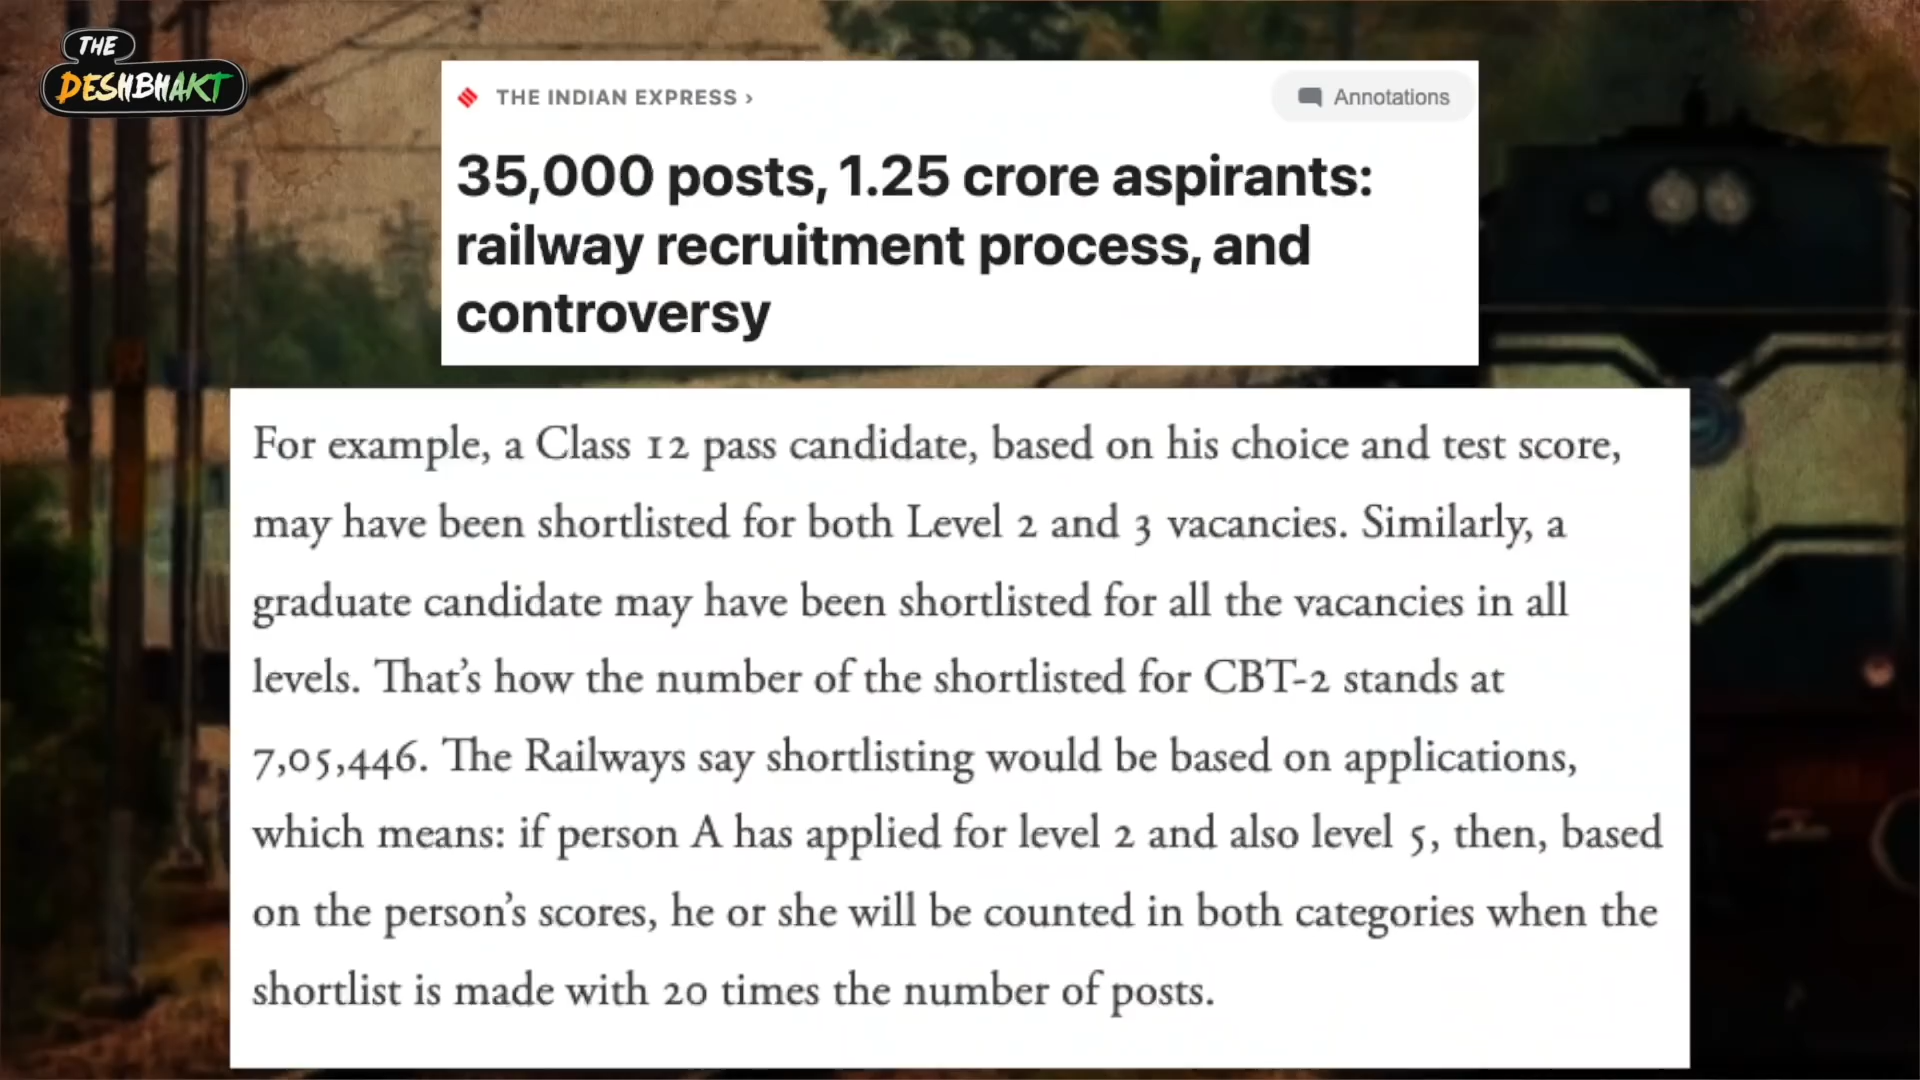 THE
DESHBHAKT
THE INDIAN EXPRESS ›
Annotations
35,000 posts, 1.25 crore aspirants:
railway recruitment process, and
controversy
For example, a Class 12 pass candidate, based on his choice and test score,
may have been shortlisted for both Level 2 and 3 vacancies. Similarly, a
graduate candidate may have been shortlisted for all the vacancies in all
levels. That’s how the number of the shortlisted for CBT-2 stands at
7,05,446. The Railways say shortlisting would be based on applications,
which means: if person A has applied for level 2 and also level 5, then, based
on the person’s scores, he or she will be counted in both categories when the
shortlist is made with 20 times the number of posts.